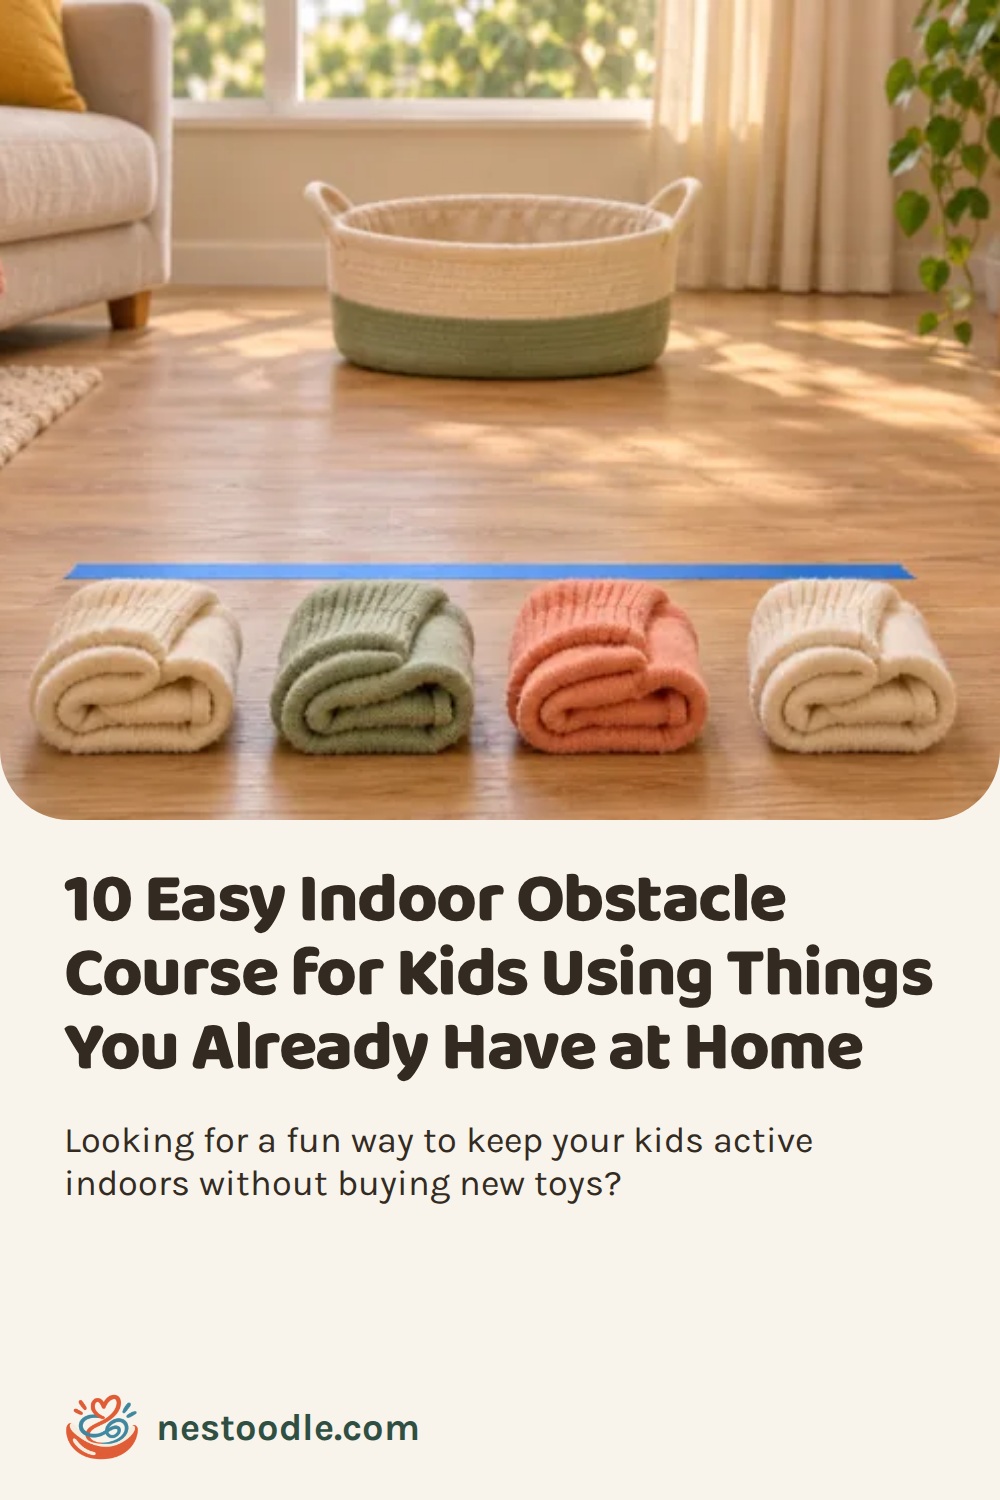 10 Easy Indoor Obstacle
Course for Kids Using Things
You Already Have at Home
Looking for a fun way to keep your kids active
indoors without buying new toys?
nestoodle.com